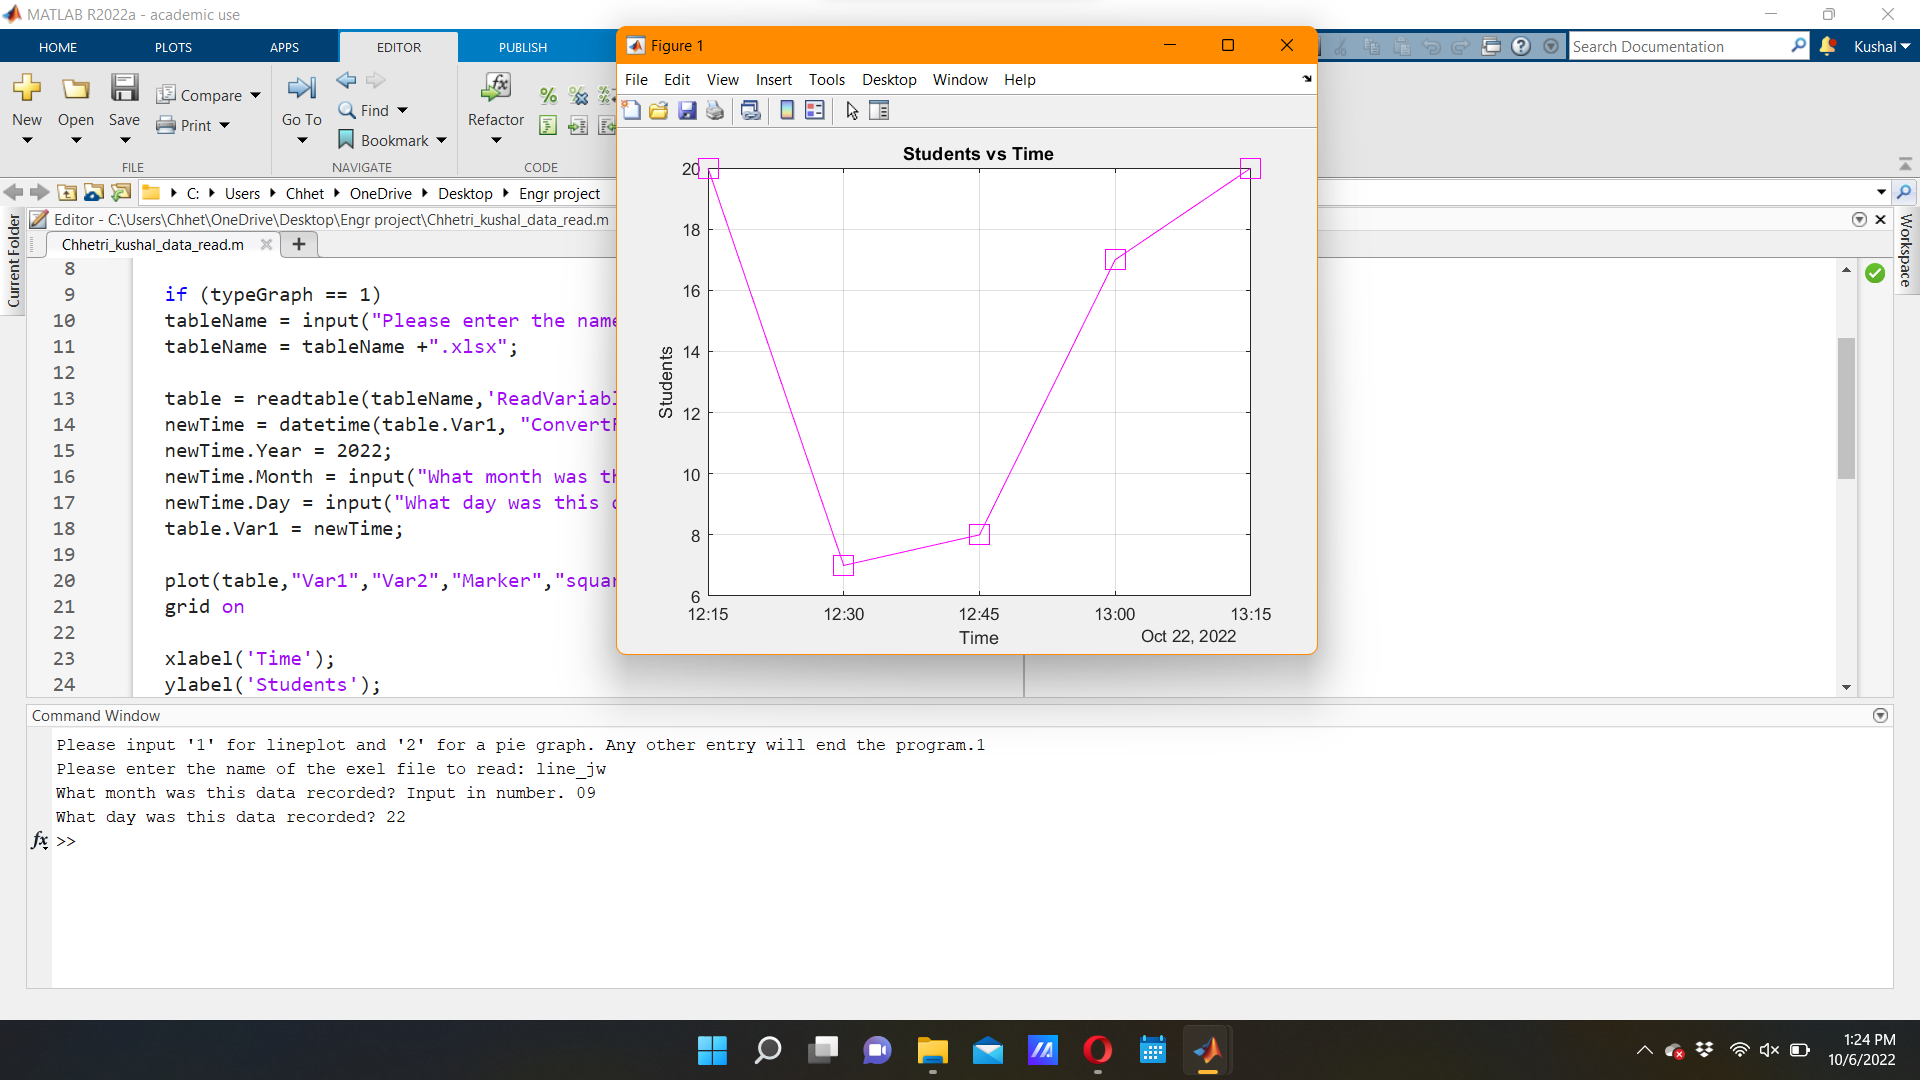 MATLAB R2022a - academic use
HOME PLOTS APPS EDITOR PUBLISH
Search Documentation
Kushal
New
Open
Save
Compare
Print
FILE
Go To
Find
Bookmark
NAVIGATE
Refactor
CODE
C: Users Chhet OneDrive Desktop Engr project
Editor - C:\Users\Chhet\OneDrive\Desktop\Engr project\Chhetri_kushal_data_read.m
Chhetri_kushal_data_read.m
Current Folder
Workspace
8
9 if (typeGraph == 1)
10 tableName = input("Please enter the name
11 tableName = tableName +".xlsx";
12
13 table = readtable(tableName,'ReadVariabl
14 newTime = datetime(table.Var1, "ConvertF
15 newTime.Year = 2022;
16 newTime.Month = input("What month was th
17 newTime.Day = input("What day was this
18 table.Var1 = newTime;
19
20 plot(table,"Var1","Var2","Marker","squar
21 grid on
22
23 xlabel('Time');
24 ylabel('Students');
Figure 1
File Edit View Insert Tools Desktop Window Help
Students vs Time
20
18
16
14
12
10
8
6
Students
12:15 12:30 12:45 13:00 13:15
Time
Oct 22, 2022
Command Window
Please input '1' for lineplot and '2' for a pie graph. Any other entry will end the program.1
Please enter the name of the exel file to read: line_jw
What month was this data recorded? Input in number. 09
What day was this data recorded? 22
fx >>
1:24 PM
10/6/2022